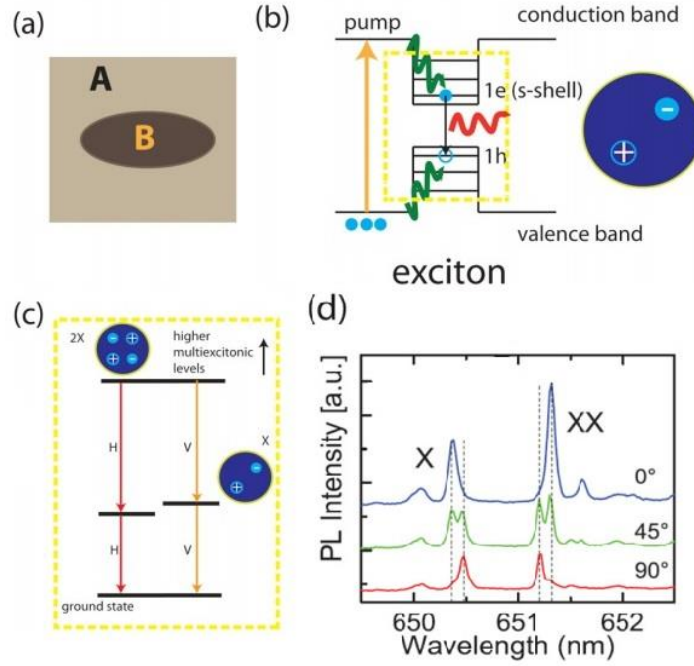 (a)
A
B
(b)
pump
conduction band
1e (s-shell)
1h
-
+
valence band
exciton
(c)
2X
- +
+ -
higher
multiexcitonic
levels
X
-
+
H
V
H
V
ground state
(d)
PL Intensity [a.u.]
X
XX
0°
45°
90°
650
651
652
Wavelength (nm)